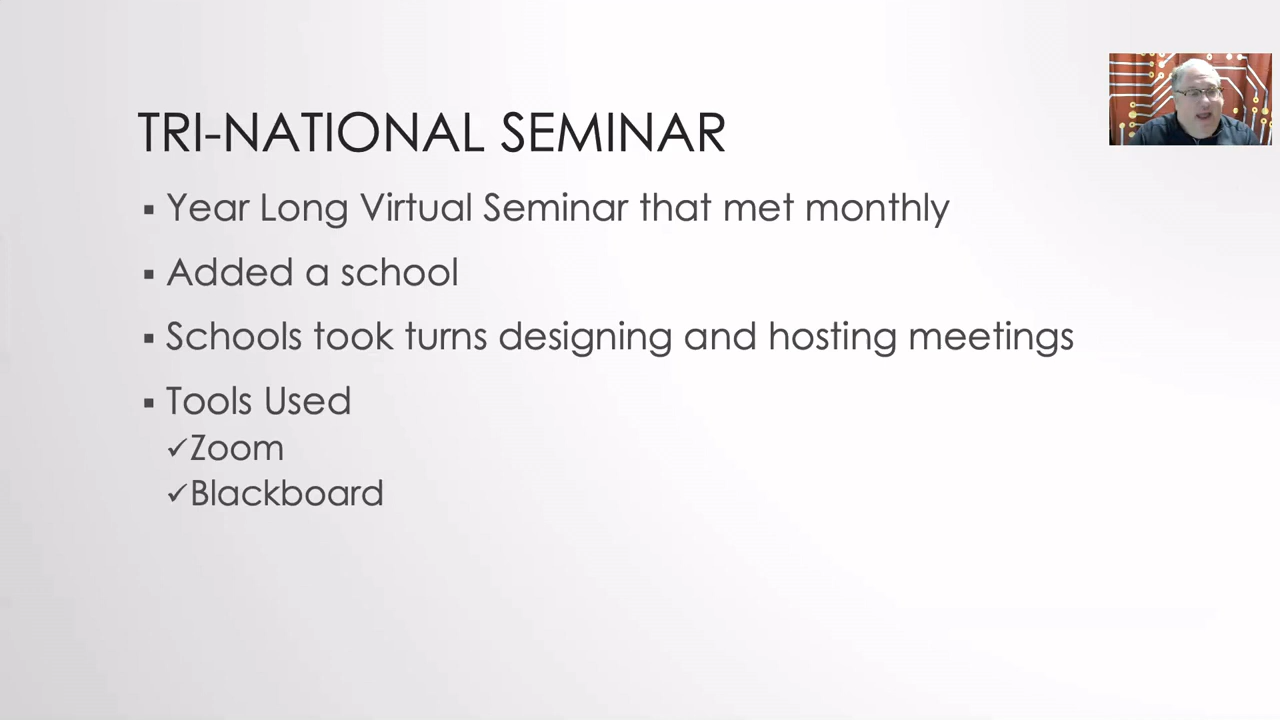 TRI-NATIONAL SEMINAR
▪ Year Long Virtual Seminar that met monthly
▪ Added a school
▪ Schools took turns designing and hosting meetings
▪ Tools Used
✓Zoom
✓Blackboard